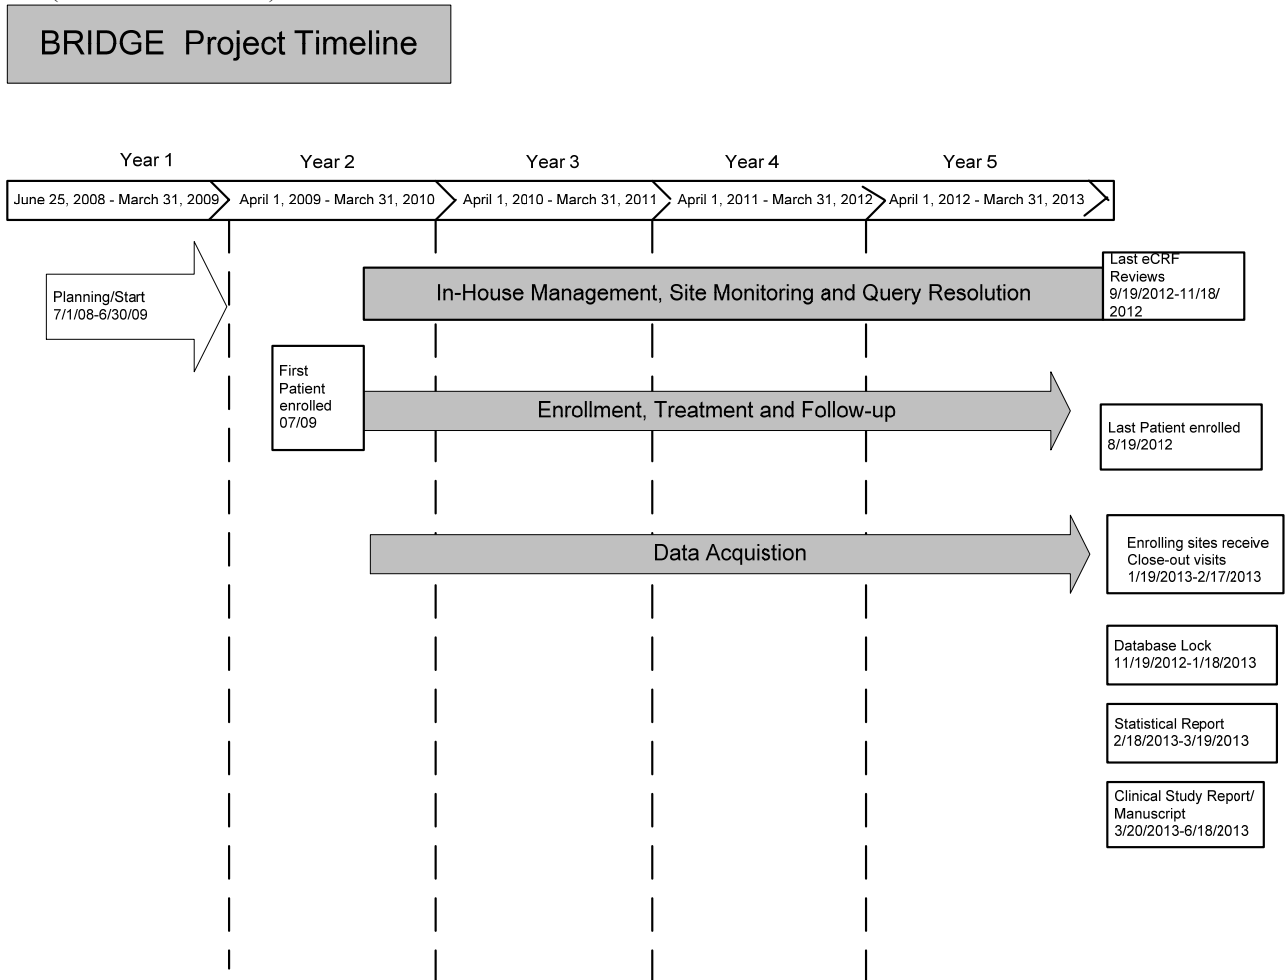 BRIDGE Project Timeline
Year 1
Year 2
Year 3
Year 4
Year 5
June 25, 2008 - March 31, 2009
April 1, 2009 - March 31, 2010
April 1, 2010 - March 31, 2011
April 1, 2011 - March 31, 2012
April 1, 2012 - March 31, 2013
Planning/Start
7/1/08-6/30/09
In-House Management, Site Monitoring and Query Resolution
Last eCRF
Reviews
9/19/2012-11/18/
2012
First
Patient
enrolled
07/09
Enrollment, Treatment and Follow-up
Last Patient enrolled
8/19/2012
Data Acquistion
Enrolling sites receive
Close-out visits
1/19/2013-2/17/2013
Database Lock
11/19/2012-1/18/2013
Statistical Report
2/18/2013-3/19/2013
Clinical Study Report/
Manuscript
3/20/2013-6/18/2013